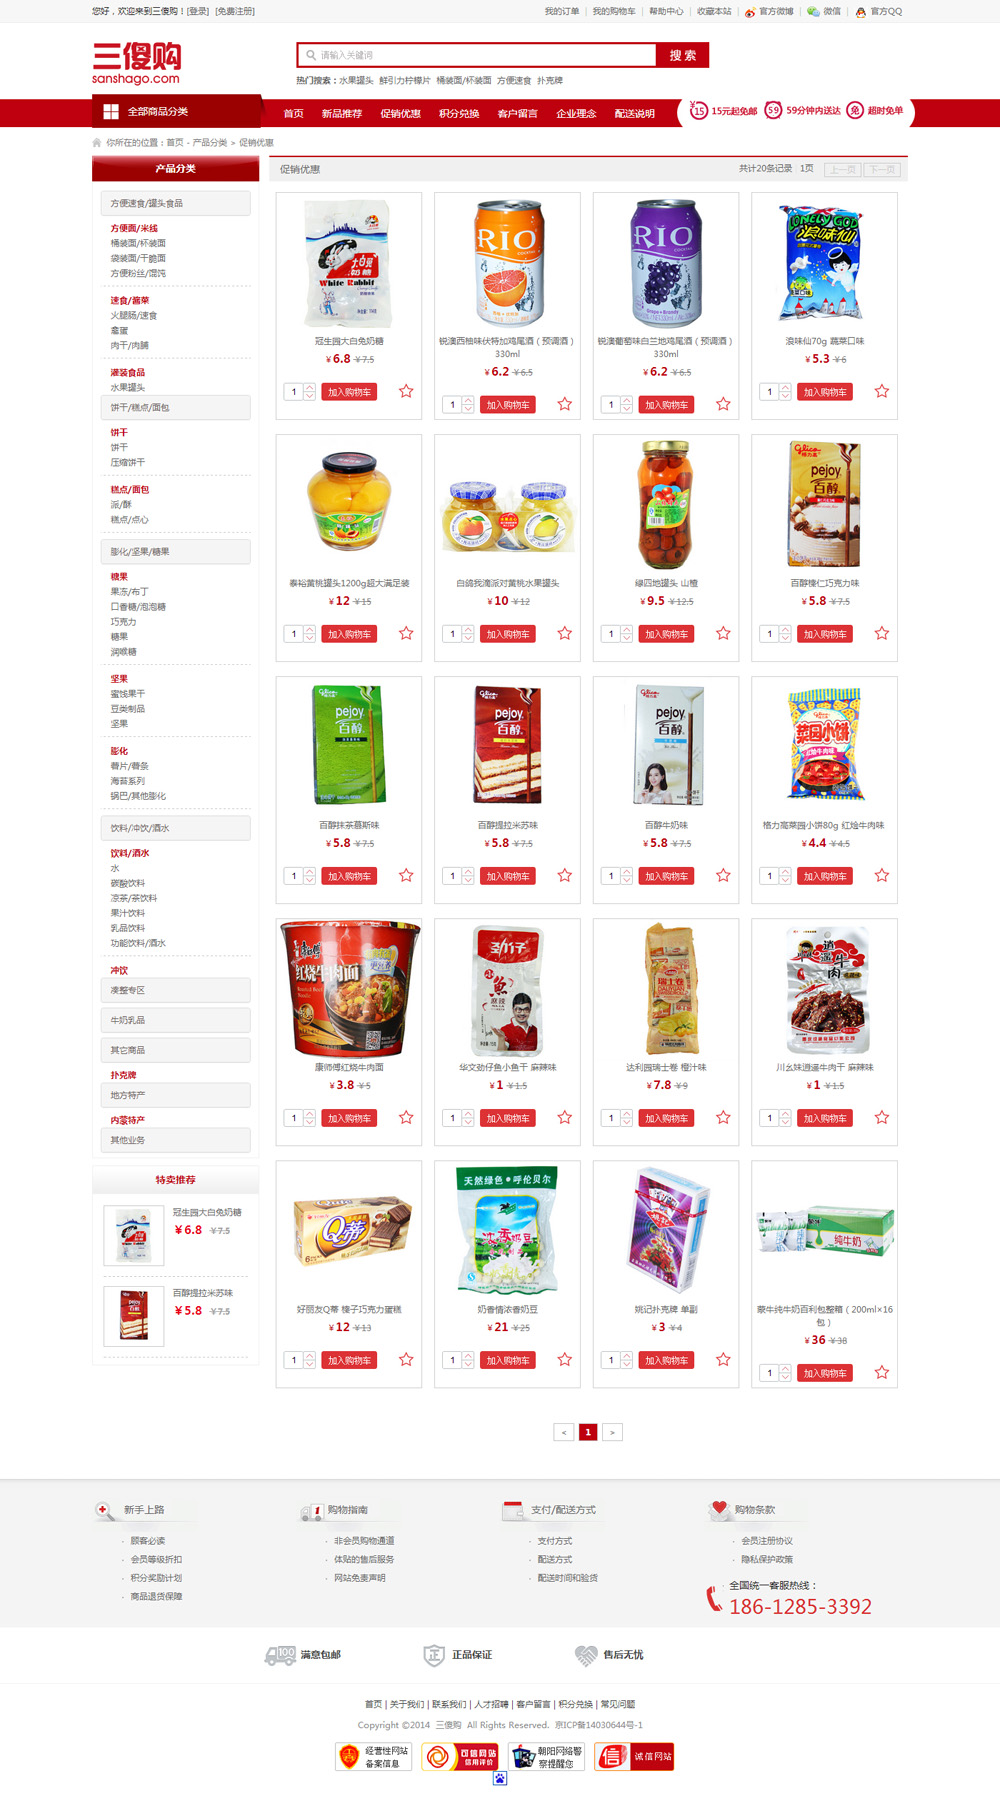 您好，欢迎来到三傻购！[登录] [免费注册]
我的订单 | 我的购物车 | 帮助中心 | 收藏本站 | 官方微博 | 微信 | 官方QQ
三傻购
sanshago.com
请输入关键词
搜 索
热门搜索：水果罐头 鲜引力柠檬片 桶装面/杯装面 方便速食 扑克牌
全部商品分类
首页 新品推荐 促销优惠 积分兑换 客户留言 企业理念 配送说明
¥15 15元起免邮 59 59分钟内送达 免 超时免单
你所在的位置：首页 - 产品分类 > 促销优惠
产品分类
方便速食/罐头食品
方便面/米线
桶装面/杯装面
袋装面/干脆面
方便粉丝/馄饨
速食/酱菜
火腿肠/速食
卤蛋
肉干/肉脯
灌装食品
水果罐头
饼干/糕点/面包
饼干
饼干
压缩饼干
糕点/面包
派/酥
糕点/点心
膨化/坚果/糖果
糖果
果冻/布丁
口香糖/泡泡糖
巧克力
糖果
润喉糖
坚果
蜜饯果干
豆类制品
坚果
膨化
薯片/薯条
海苔系列
锅巴/其他膨化
饮料/冲饮/酒水
饮料/酒水
水
碳酸饮料
凉茶/茶饮料
果汁饮料
乳品饮料
功能饮料/酒水
冲饮
凑整专区
牛奶乳品
其它商品
扑克牌
地方特产
内蒙特产
其他业务
特卖推荐
冠生园大白兔奶糖
¥6.8 ¥7.5
百醇提拉米苏味
¥5.8 ¥7.5
促销优惠
共计20条记录 1页 上一页 下一页
冠生园大白兔奶糖
¥6.8 ¥7.5
1 加入购物车
锐澳西柚味伏特加鸡尾酒（预调酒）
330ml
¥6.2 ¥6.5
1 加入购物车
锐澳葡萄味白兰地鸡尾酒（预调酒）
330ml
¥6.2 ¥6.5
1 加入购物车
浪味仙70g 蔬菜口味
¥5.3 ¥6
1 加入购物车
泰裕黄桃罐头1200g超大满足装
¥12 ¥15
1 加入购物车
白鸽我滴派对黄桃水果罐头
¥10 ¥12
1 加入购物车
绿四地罐头 山楂
¥9.5 ¥12.5
1 加入购物车
百醇榛仁巧克力味
¥5.8 ¥7.5
1 加入购物车
百醇抹茶慕斯味
¥5.8 ¥7.5
1 加入购物车
百醇提拉米苏味
¥5.8 ¥7.5
1 加入购物车
百醇牛奶味
¥5.8 ¥7.5
1 加入购物车
格力高菜园小饼80g 红烩牛肉味
¥4.4 ¥4.5
1 加入购物车
康师傅红烧牛肉面
¥3.8 ¥5
1 加入购物车
华文劲仔鱼小鱼干 麻辣味
¥1 ¥1.5
1 加入购物车
达利园瑞士卷 橙汁味
¥7.8 ¥9
1 加入购物车
川幺妹逍遥牛肉干 麻辣味
¥1 ¥1.5
1 加入购物车
好丽友Q蒂 榛子巧克力蛋糕
¥12 ¥13
1 加入购物车
奶香情浓香奶豆
¥21 ¥25
1 加入购物车
姚记扑克牌 单副
¥3 ¥4
1 加入购物车
蒙牛纯牛奶百利包整箱（200ml×16
包）
¥36 ¥38
1 加入购物车
< 1 >
新手上路
· 顾客必读
· 会员等级折扣
· 积分奖励计划
· 商品退货保障
购物指南
· 非会员购物通道
· 体贴的售后服务
· 网站免责声明
支付/配送方式
· 支付方式
· 配送方式
· 配送时间和验货
购物条款
· 会员注册协议
· 隐私保护政策
全国统一客服热线：
186-1285-3392
100 满意包邮
正 正品保证
售后无忧
首页 | 关于我们 | 联系我们 | 人才招聘 | 客户留言 | 积分兑换 | 常见问题
Copyright ©2014 三傻购 All Rights Reserved. 京ICP备14030644号-1
经营性网站
备案信息
可信网站
信用评价
朝阳网络警
察提醒您
信 诚信网站